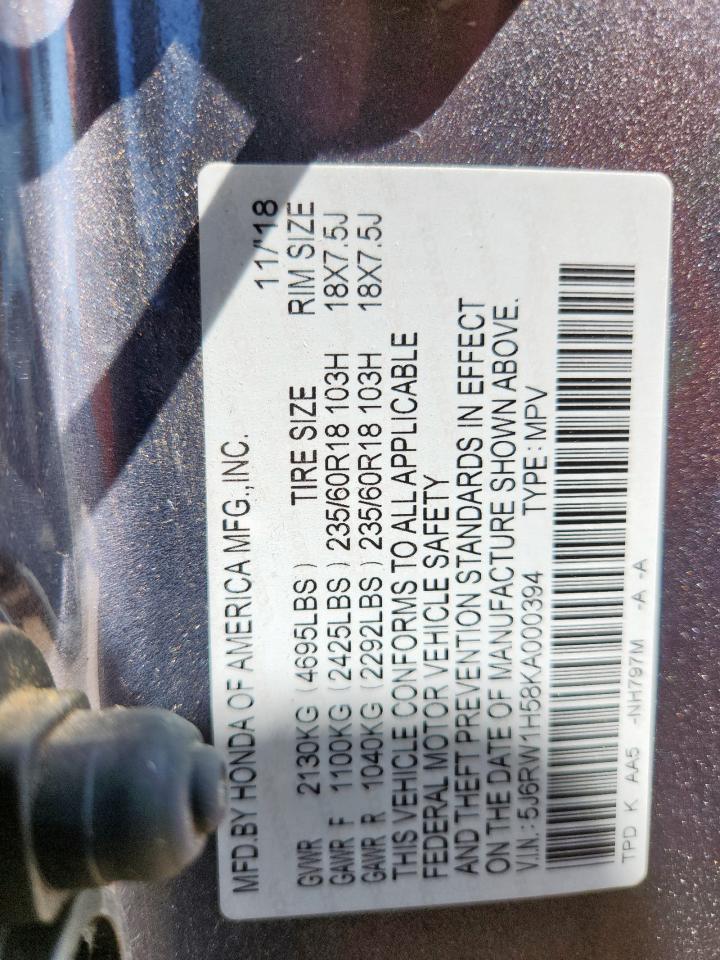 MFD.BY HONDA OF AMERICA MFG.,INC. 11/'18
GVWR 2130KG (4695LBS) TIRE SIZE RIM SIZE
GAWR F 1100KG (2425LBS) 235/60R18 103H 18X7.5J
GAWR R 1040KG (2292LBS) 235/60R18 103H 18X7.5J
THIS VEHICLE CONFORMS TO ALL APPLICABLE
FEDERAL MOTOR VEHICLE SAFETY
AND THEFT PREVENTION STANDARDS IN EFFECT
ON THE DATE OF MANUFACTURE SHOWN ABOVE.
V.I.N.:5J6RW1H58KA000394 TYPE:MPV
TPD K AA5 -NH797M -A -A